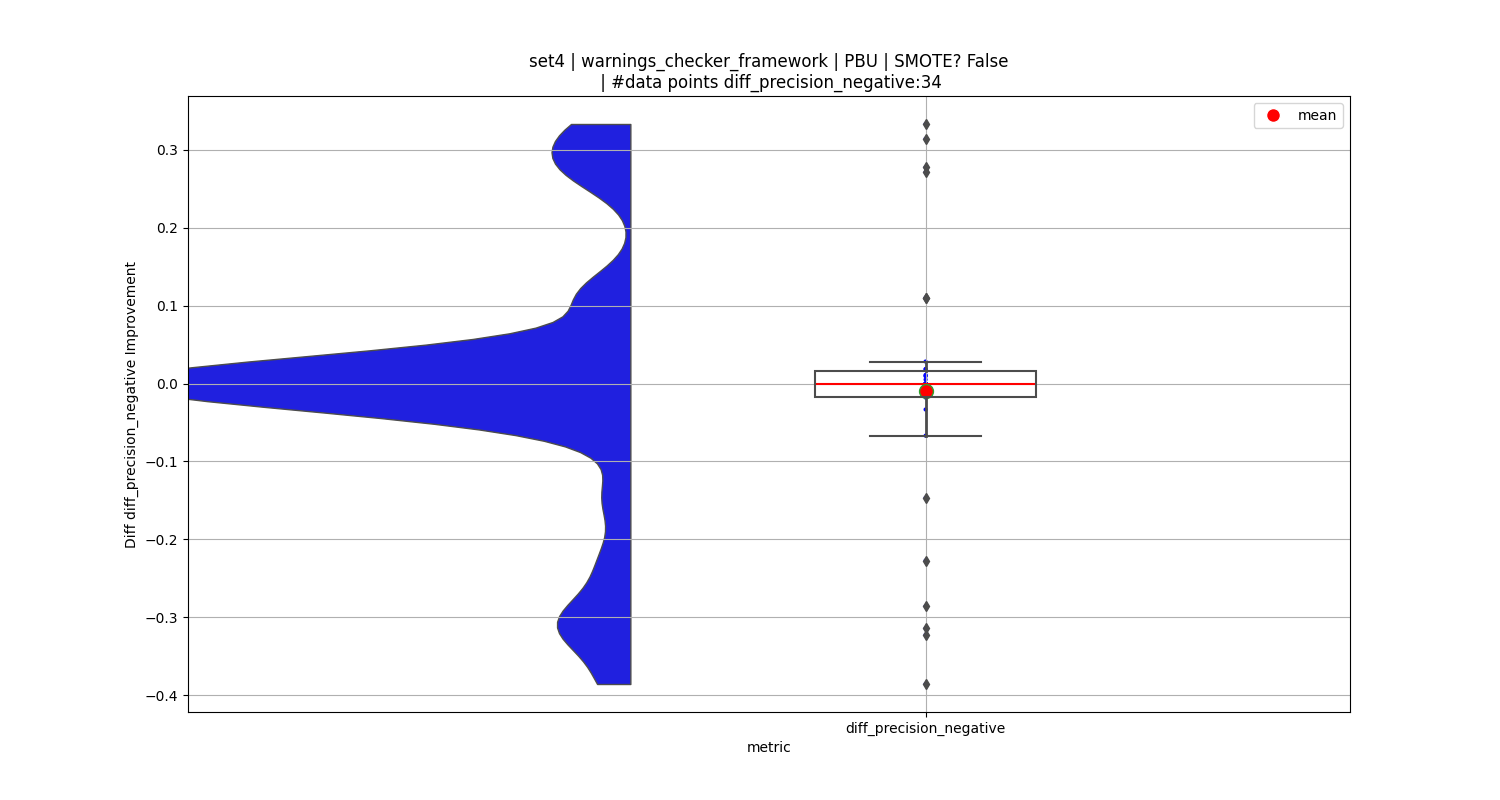 set4 | warnings_checker_framework | PBU | SMOTE? False
| #data points diff_precision_negative:34
mean
0.3
0.2
0.1
0.0
−0.1
−0.2
−0.3
−0.4
Diff diff_precision_negative Improvement
diff_precision_negative
metric